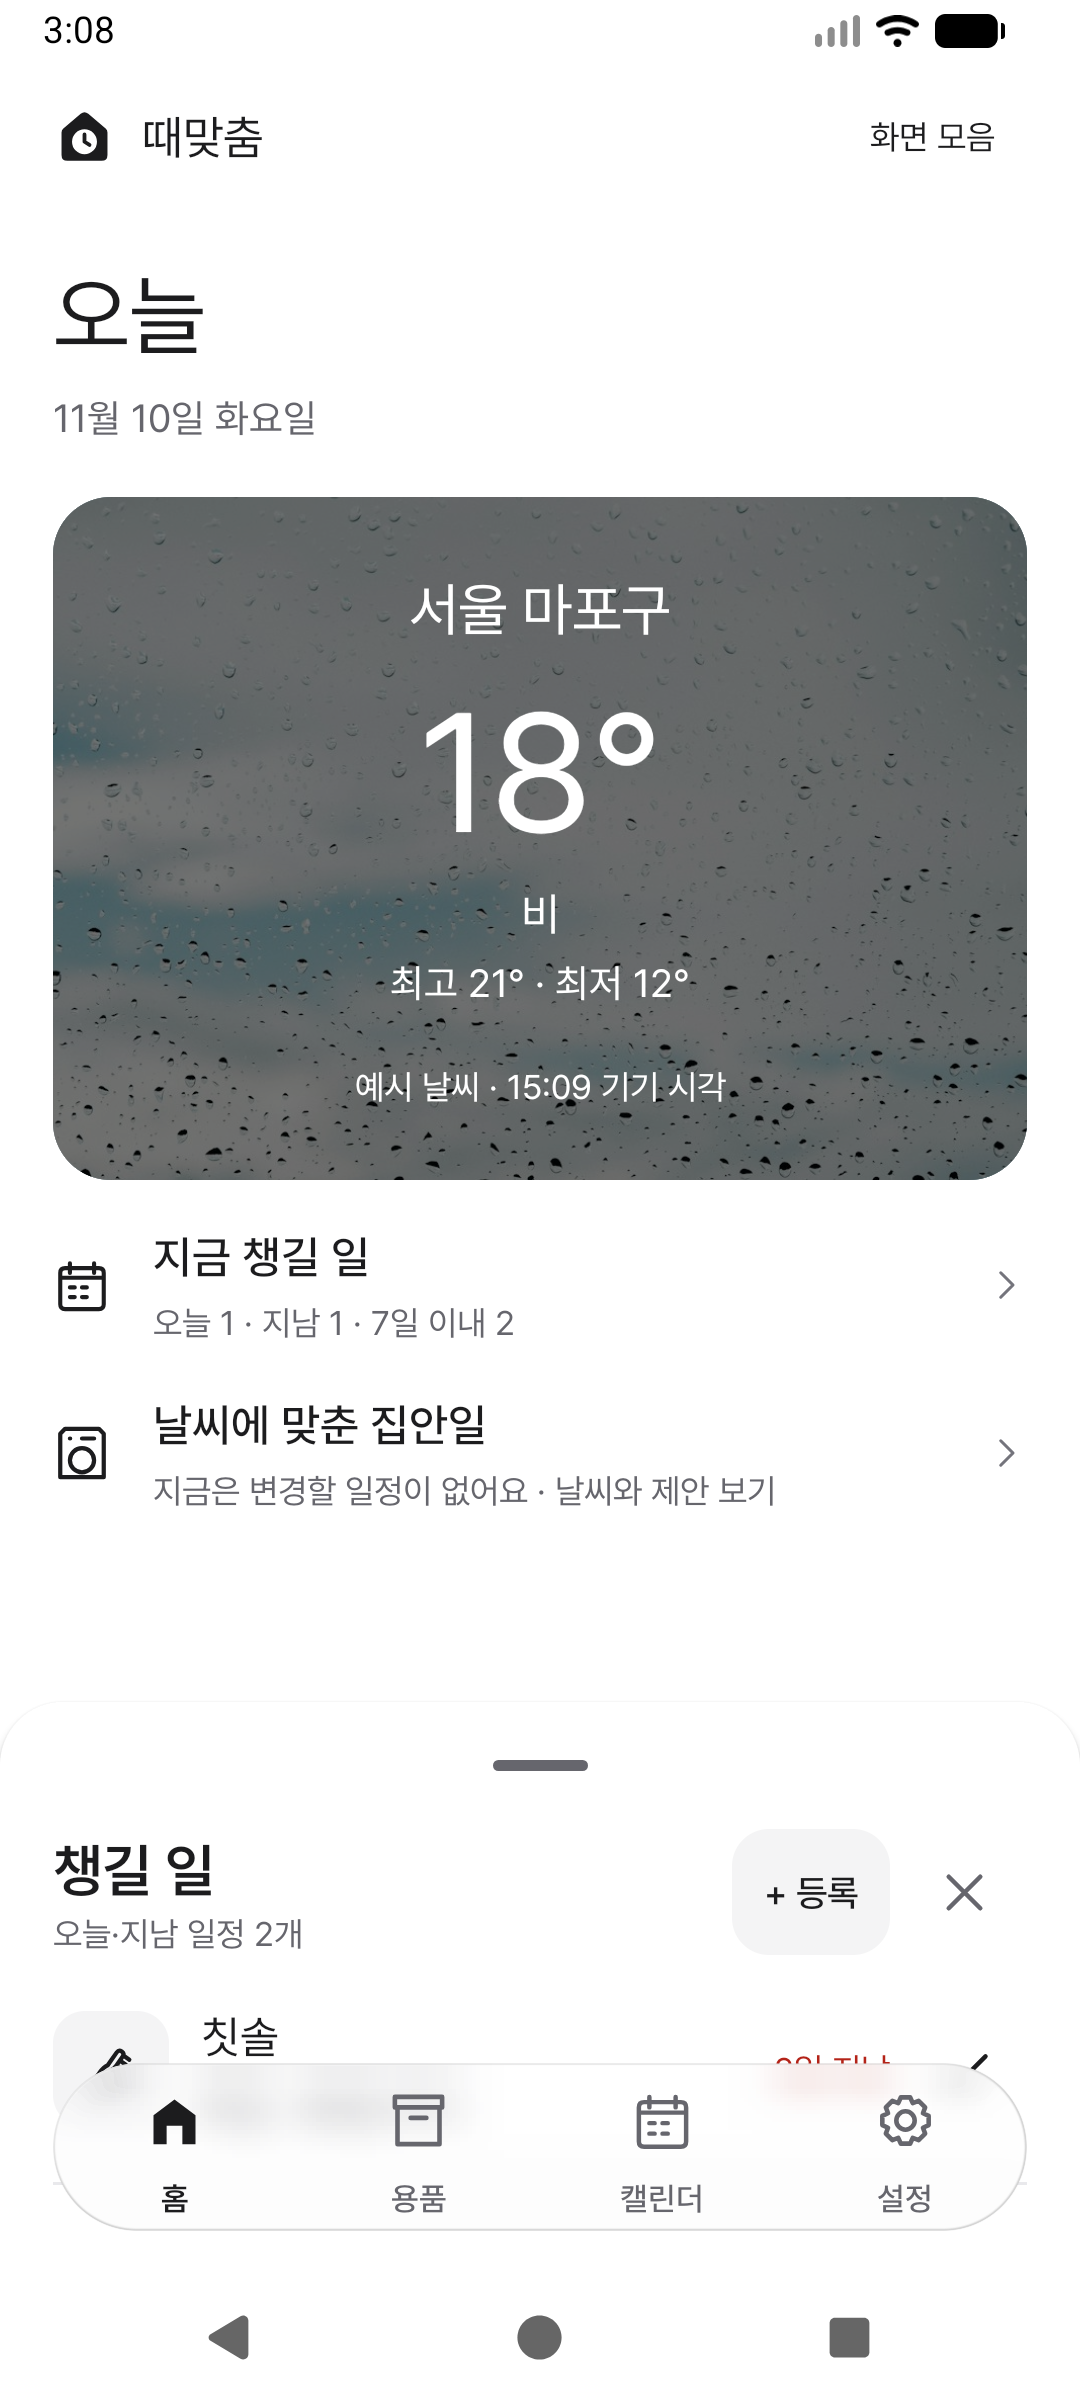 3:08
때맞춤
화면 모음
오늘
11월 10일 화요일
서울 마포구
18°
비
최고 21° · 최저 12°
예시 날씨 · 15:09 기기 시각
지금 챙길 일
오늘 1 · 지남 1 · 7일 이내 2
날씨에 맞춘 집안일
지금은 변경할 일정이 없어요 · 날씨와 제안 보기
챙길 일
+ 등록
오늘·지남 일정 2개
칫솔
홈
용품
캘린더
설정